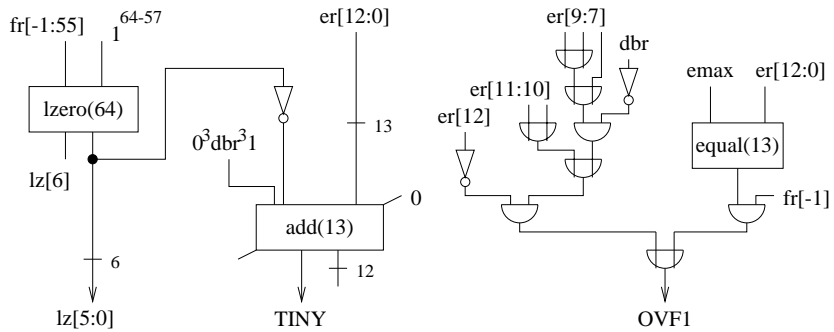 fr[-1:55]
1^64-57
er[12:0]
er[9:7]
dbr
lzero(64)
er[11:10]
emax
er[12:0]
er[12]
13
0^3dbr^31
equal(13)
lz[6]
0
fr[-1]
add(13)
6
12
lz[5:0]
TINY
OVF1